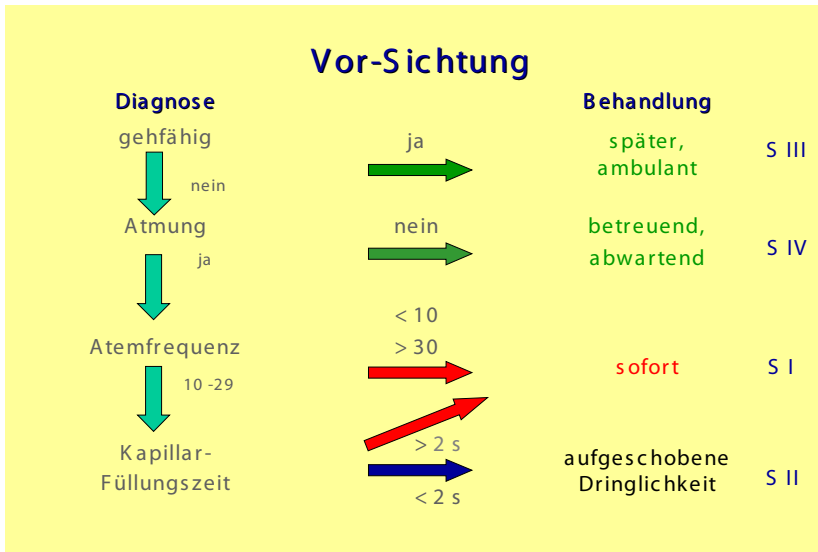 Vor-Sichtung
Diagnose
Behandlung
gehfähig
ja
später,
ambulant
S III
nein
Atmung
nein
betreuend,
abwartend
S IV
ja
< 10
> 30
Atemfrequenz
sofort
S I
10 -29
> 2 s
Kapillar-
Füllungszeit
< 2 s
aufgeschobene
Dringlichkeit
S II